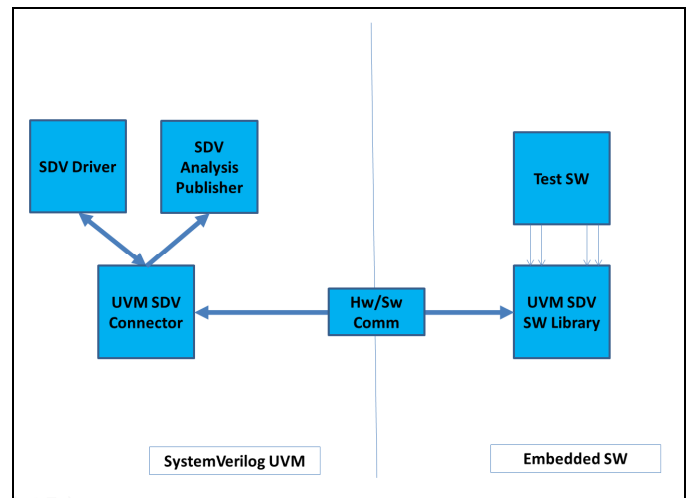 SDV Driver
SDV
Analysis
Publisher
Test SW
UVM SDV
Connector
Hw/Sw
Comm
UVM SDV
SW Library
SystemVerilog UVM
Embedded SW